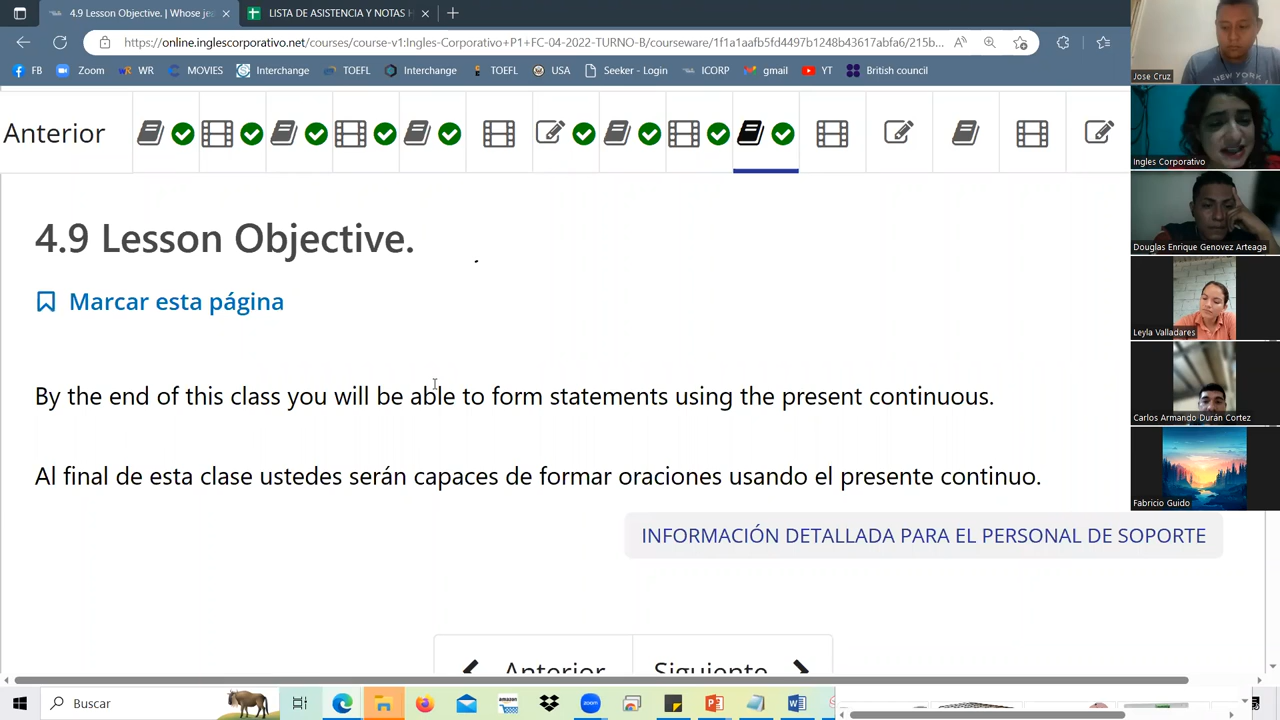 4.9 Lesson Objective. | Whose je
LISTA DE ASISTENCIA Y NOTAS
https://online.inglescorporativo.net/courses/course-v1:Ingles-Corporativo+P1+FC-04-2022-TURNO-B/courseware/1f1a1aafb5fd4497b1248b43617abfa6/215b...
FB Zoom WR MOVIES Interchange TOEFL Interchange TOEFL USA Seeker - Login ICORP gmail YT British council
Anterior
4.9 Lesson Objective.
Marcar esta página
By the end of this class you will be able to form statements using the present continuous.
Al final de esta clase ustedes serán capaces de formar oraciones usando el presente continuo.
INFORMACIÓN DETALLADA PARA EL PERSONAL DE SOPORTE
Anterior Siguiento
Buscar
NEW YORK
Jose Cruz
Ingles Corporativo
Douglas Enrique Genovez Arteaga
Leyla Valladares
Carlos Armando Durán Cortez
Fabricio Guido